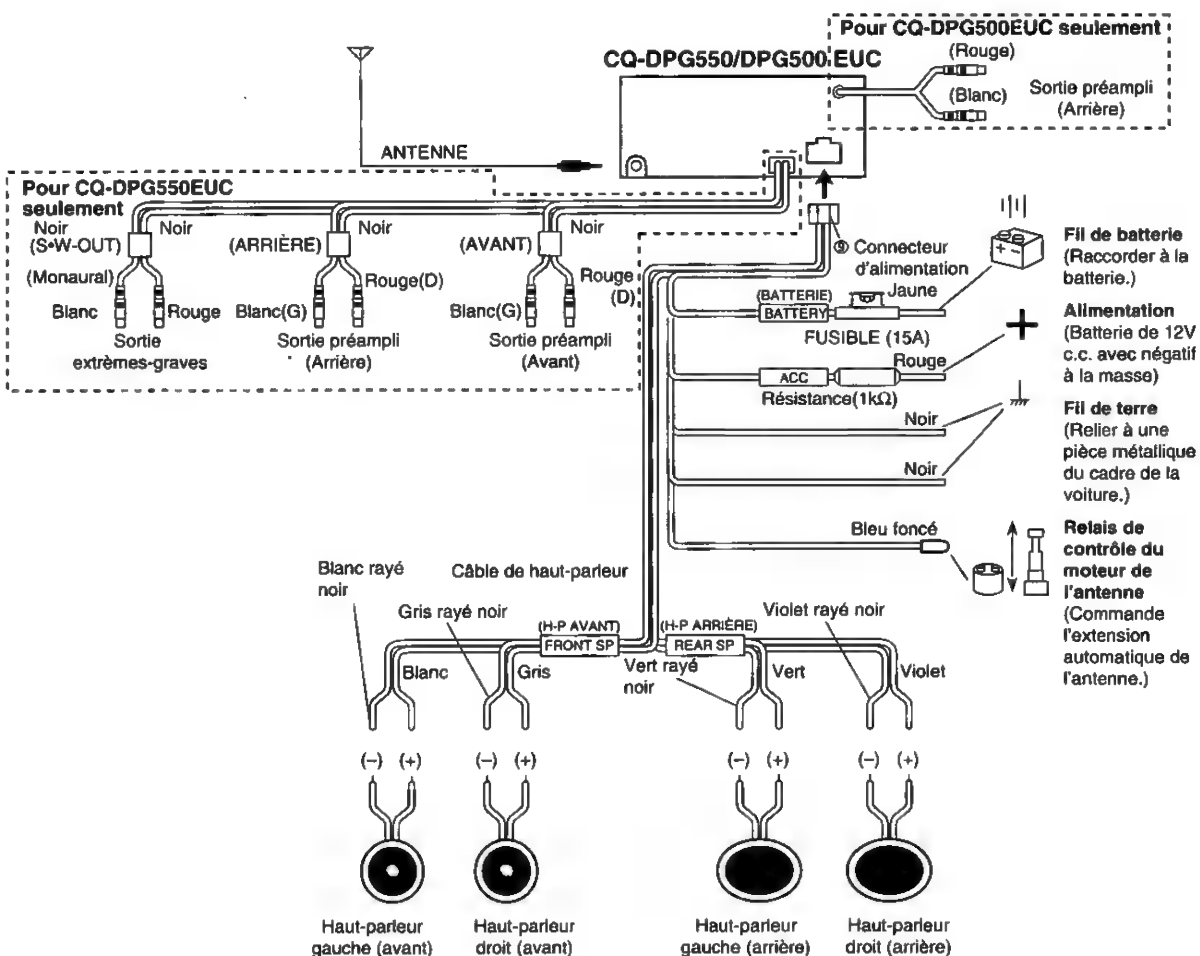 Pour CQ-DPG500EUC seulement
(Rouge)
(Blanc)
Sortie préampli
(Arrière)
CQ-DPG550/DPG500 EUC
ANTENNE
Pour CQ-DPG550EUC
seulement
Noir
(S•W-OUT)
Noir
(Monaural)
Blanc
Rouge
Sortie
extrèmes-graves
(ARRIÈRE)
Noir
Rouge(D)
Blanc(G)
Sortie préampli
(Arrière)
(AVANT)
Noir
Rouge
(D)
Blanc(G)
Sortie préampli
(Avant)
⑨ Connecteur
d'alimentation
Jaune
(BATTERIE)
BATTERY
FUSIBLE (15A)
Rouge
ACC
Résistance(1kΩ)
Noir
Noir
Bleu foncé
Fil de batterie
(Raccorder à la
batterie.)
Alimentation
(Batterie de 12V
c.c. avec négatif
à la masse)
Fil de terre
(Relier à une
pièce métallique
du cadre de la
voiture.)
Relais de
contrôle du
moteur de
l'antenne
(Commande
l'extension
automatique de
l'antenne.)
Blanc rayé
noir
Câble de haut-parleur
Gris rayé noir
(H-P AVANT)
FRONT SP
(H-P ARRIÈRE)
REAR SP
Violet rayé noir
Vert rayé
noir
Blanc
Gris
Vert
Violet
(−) (+)
(−) (+)
(−) (+)
(−) (+)
Haut-parleur
gauche (avant)
Haut-parleur
droit (avant)
Haut-parleur
gauche (arrière)
Haut-parleur
droit (arrière)